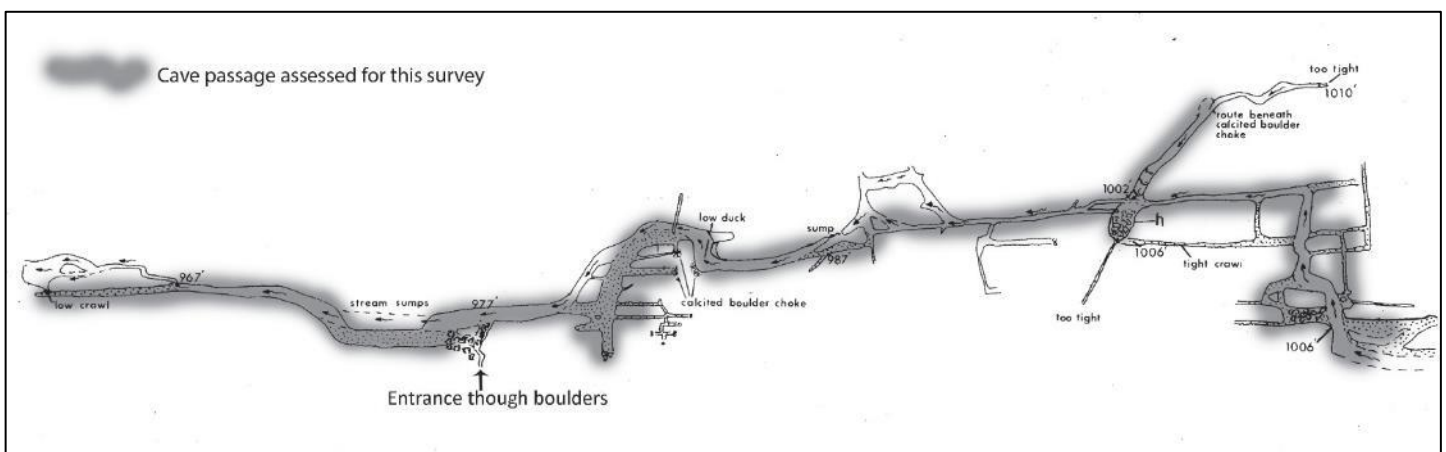 Cave passage assessed for this survey
too tight
1010'
route beneath
calcited boulder
choke
1002'
low duck
sump
h
987'
1006'
tight crawl
967'
stream sumps
977'
low crawl
calcited boulder choke
too tight
1006'
Entrance though boulders